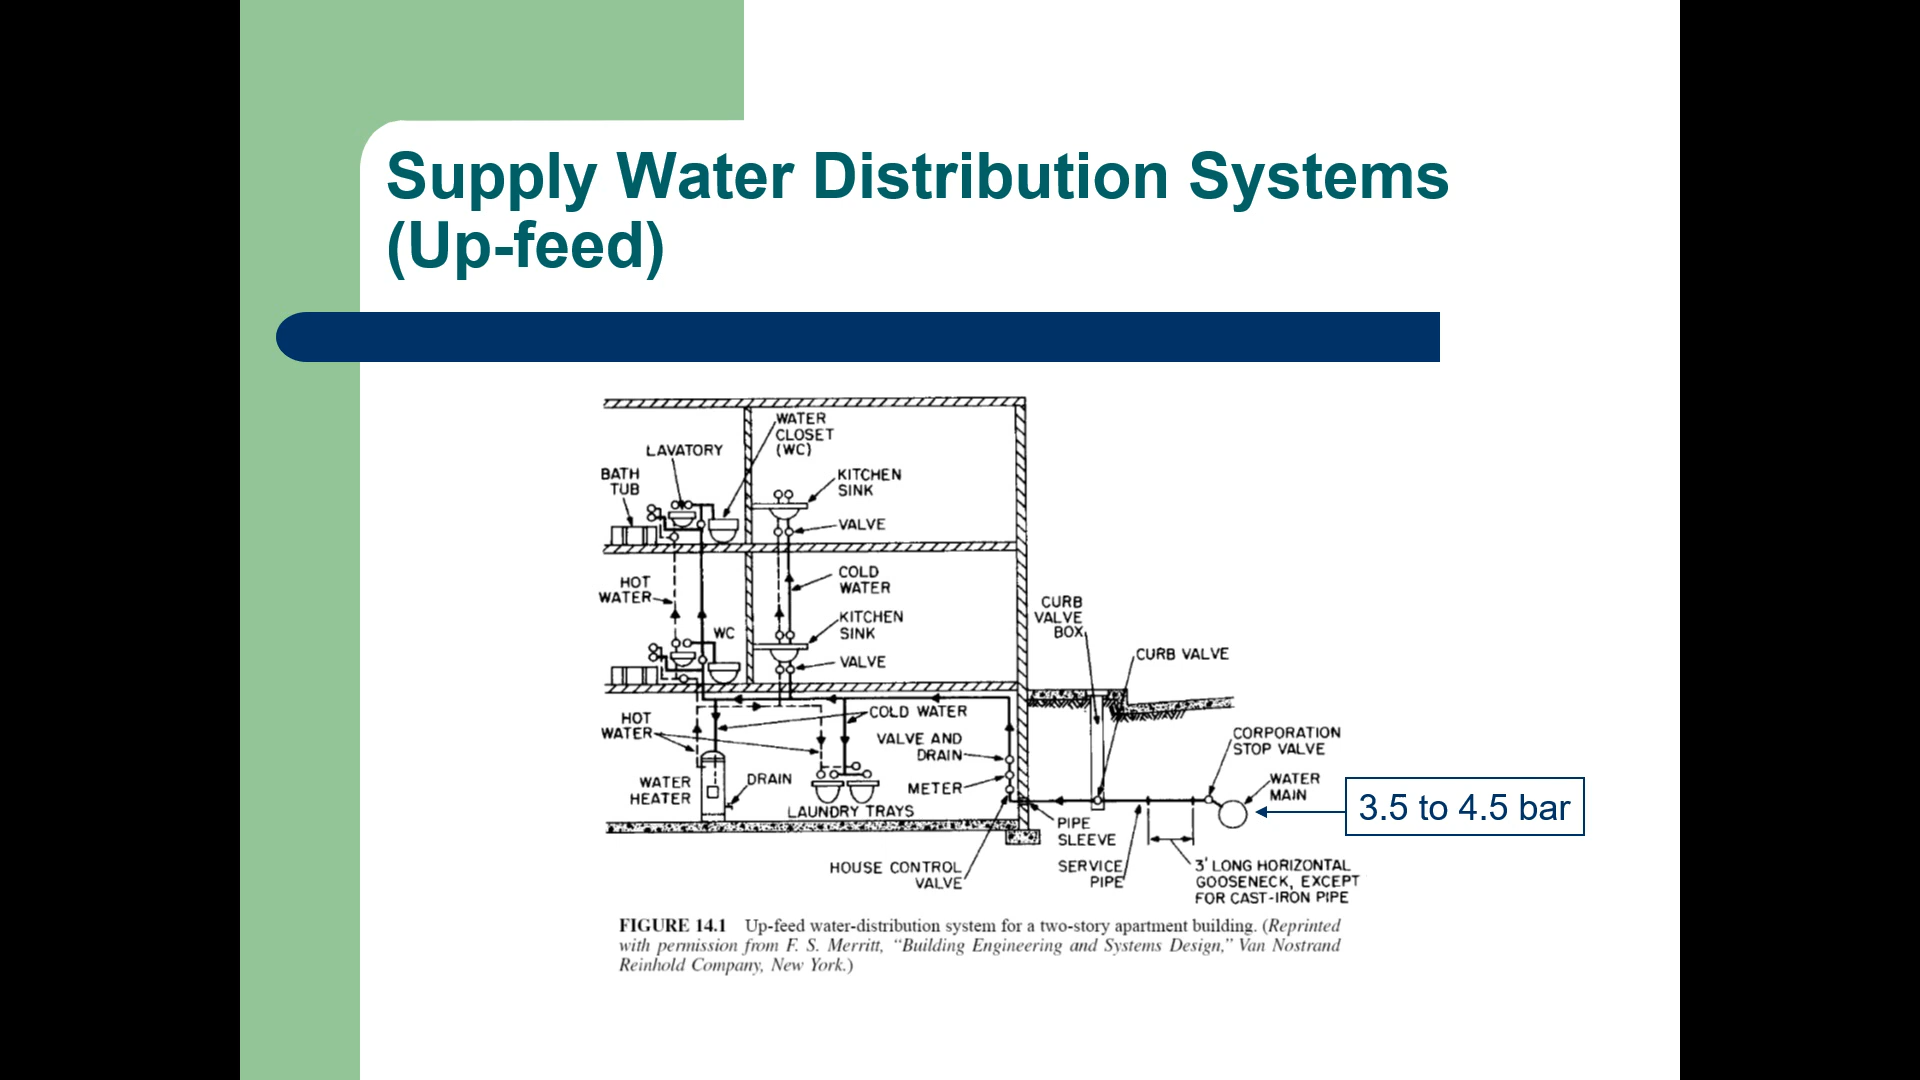 Supply Water Distribution Systems
(Up-feed)
WATER
CLOSET
(WC)
LAVATORY
BATH
TUB
KITCHEN
SINK
VALVE
HOT
WATER
COLD
WATER
KITCHEN
SINK
WC
VALVE
CURB
VALVE
BOX
CURB VALVE
HOT
WATER
COLD WATER
VALVE AND
DRAIN
WATER
HEATER
DRAIN
METER
LAUNDRY TRAYS
CORPORATION
STOP VALVE
WATER
MAIN
3.5 to 4.5 bar
PIPE
SLEEVE
HOUSE CONTROL
VALVE
SERVICE
PIPE
3' LONG HORIZONTAL
GOOSENECK, EXCEPT
FOR CAST-IRON PIPE
FIGURE 14.1 Up-feed water-distribution system for a two-story apartment building. (Reprinted
with permission from F. S. Merritt, “Building Engineering and Systems Design,” Van Nostrand
Reinhold Company, New York.)